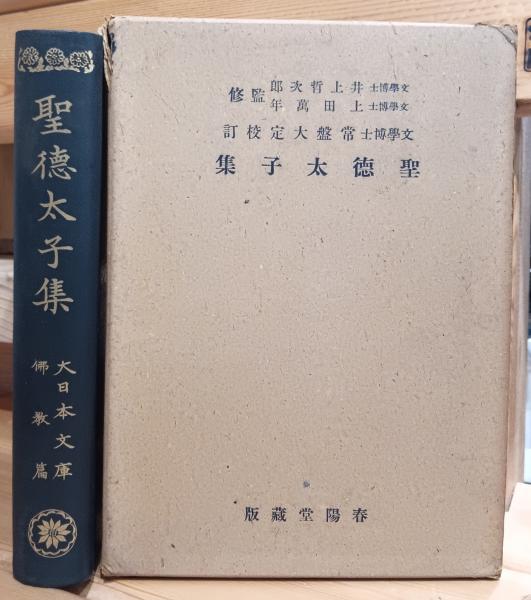 聖德太子集
大日本文庫
佛教篇
文學博士井上哲次郎
文學博士上田萬年
監修
文學博士常盤大定校訂
聖德太子集
春陽堂藏版